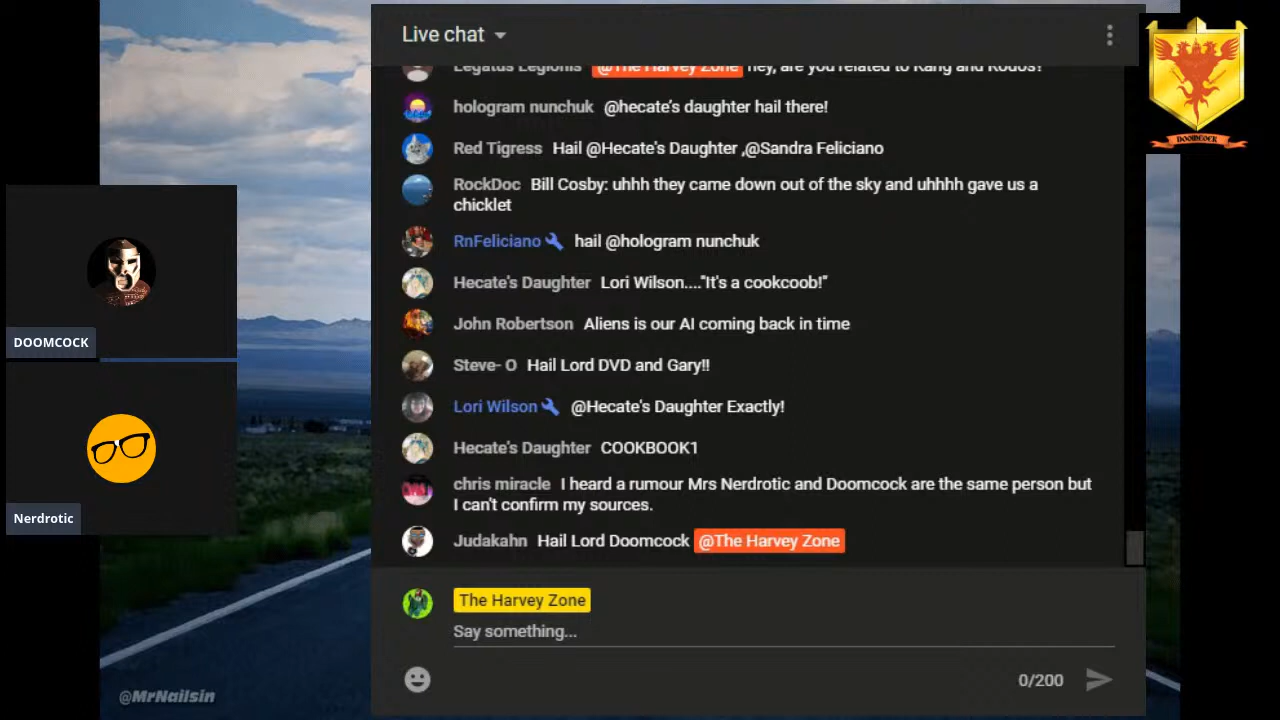 Live chat
Legatus Legionis @The Harvey Zone hey, are you related to Kang and Kodos?
hologram nunchuk @hecate's daughter hail there!
Red Tigress Hail @Hecate's Daughter ,@Sandra Feliciano
RockDoc Bill Cosby: uhhh they came down out of the sky and uhhhh gave us a
chicklet
RnFeliciano hail @hologram nunchuk
Hecate's Daughter Lori Wilson...."It's a cookcoob!"
John Robertson Aliens is our AI coming back in time
Steve- O Hail Lord DVD and Gary!!
Lori Wilson @Hecate's Daughter Exactly!
Hecate's Daughter COOKBOOK1
chris miracle I heard a rumour Mrs Nerdrotic and Doomcock are the same person but
I can't confirm my sources.
Judakahn Hail Lord Doomcock @The Harvey Zone
The Harvey Zone
Say something...
0/200
DOOMCOCK
Nerdrotic
DOOMCOCK
@MrNailsin